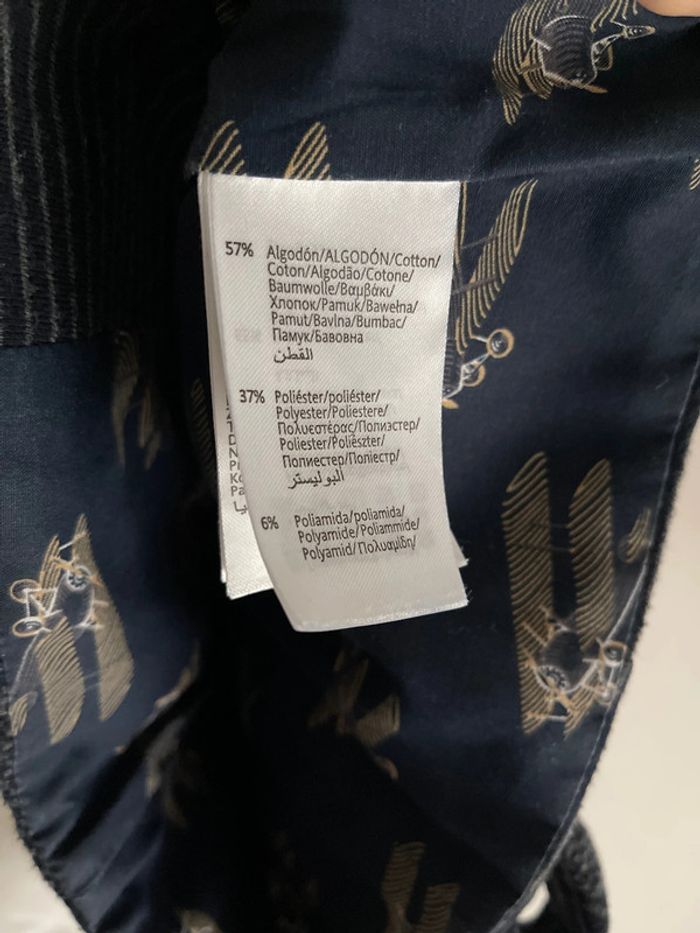 57% Algodón/ALGODÓN/Cotton/
Coton/Algodão/Cotone/
Baumwolle/Βαμβάκι/
Хлопок/Pamuk/Bawełna/
Pamut/Bavlna/Bumbac/
Памук/Бавовна
القطن
37% Poliéster/poliéster/
Polyester/Poliestere/
Πολυεστέρας/Полиэстер/
Poliester/Poliészter/
Полиестер/Поліестр/
البوليستر
6% Poliamida/poliamida/
Polyamide/Poliammide/
Polyamid/Πολυαμίδη/